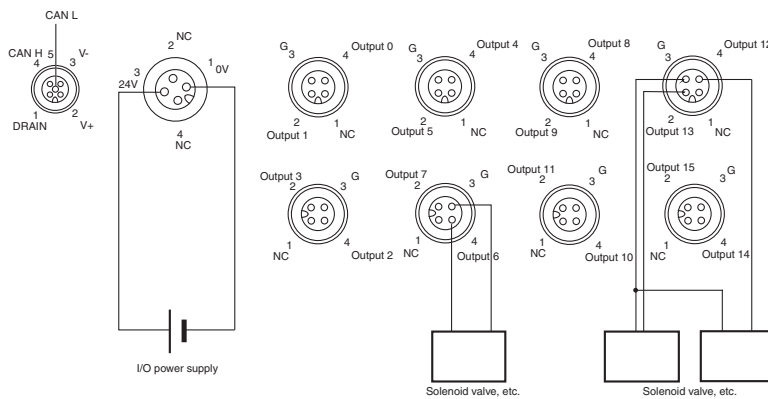 CAN L
CAN H 5 V-
4 3
1 2
DRAIN V+
NC
2
3 1 0V
24V
4
NC
G Output 0
3 4
2 1
Output 1 NC
G Output 4
3 4
2 1
Output 5 NC
G Output 8
3 4
2 1
Output 9 NC
G Output 12
3 4
2 1
Output 13 NC
Output 3 G
2 3
1 4
NC Output 2
Output 7 G
2 3
1 4
NC Output 6
Output 11 G
2 3
1 4
NC Output 10
Output 15 G
2 3
1 4
NC Output 14
I/O power supply
Solenoid valve, etc.
Solenoid valve, etc.